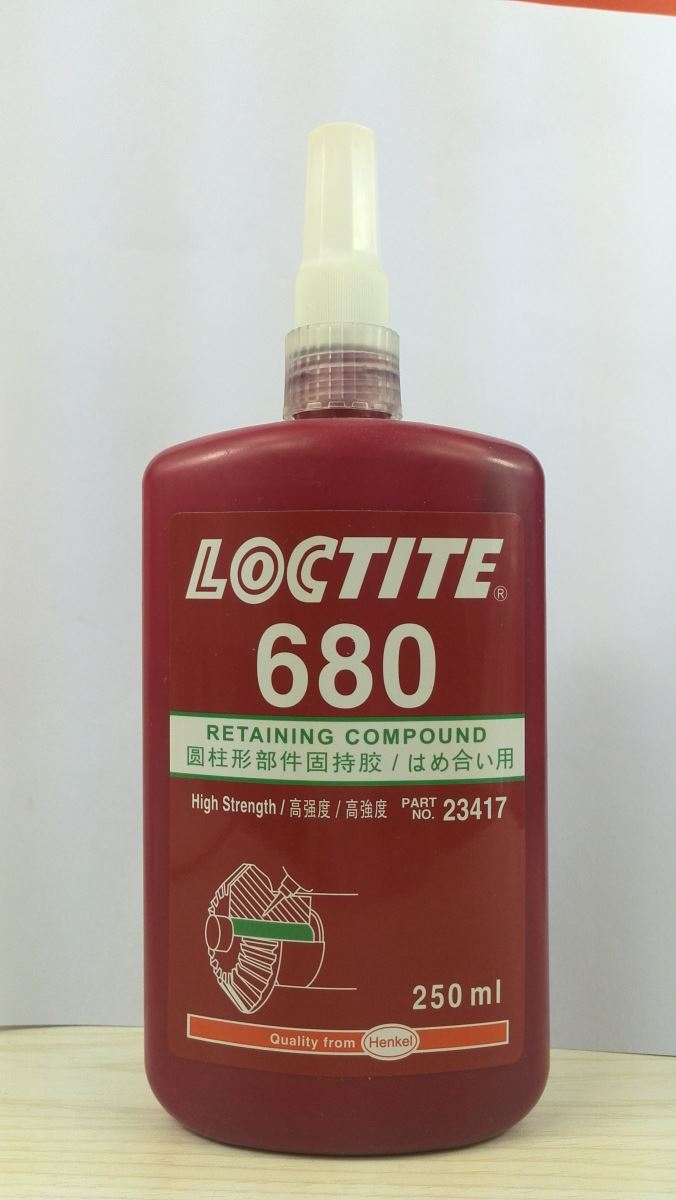 LOCTITE®
680
RETAINING COMPOUND
圆柱形部件固持胶 / はめ合い用
High Strength / 高强度 / 高強度 PART NO. 23417
250 ml
Quality from Henkel